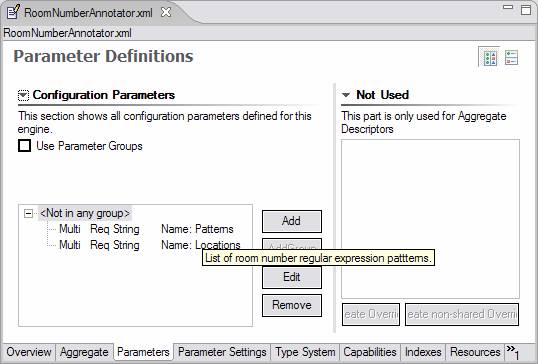 RoomNumberAnnotator.xml
RoomNumberAnnotator.xml
Parameter Definitions
Configuration Parameters
This section shows all configuration parameters defined for this
engine.
Use Parameter Groups
<Not in any group>
Multi Req String Name: Patterns
Multi Req String Name: Locations
Add
AddGroup
List of room number regular expression pattterns.
Edit
Remove
Not Used
This part is only used for Aggregate
Descriptors
eate Overri
eate non-shared Overri
Overview Aggregate Parameters Parameter Settings Type System Capabilities Indexes Resources »1